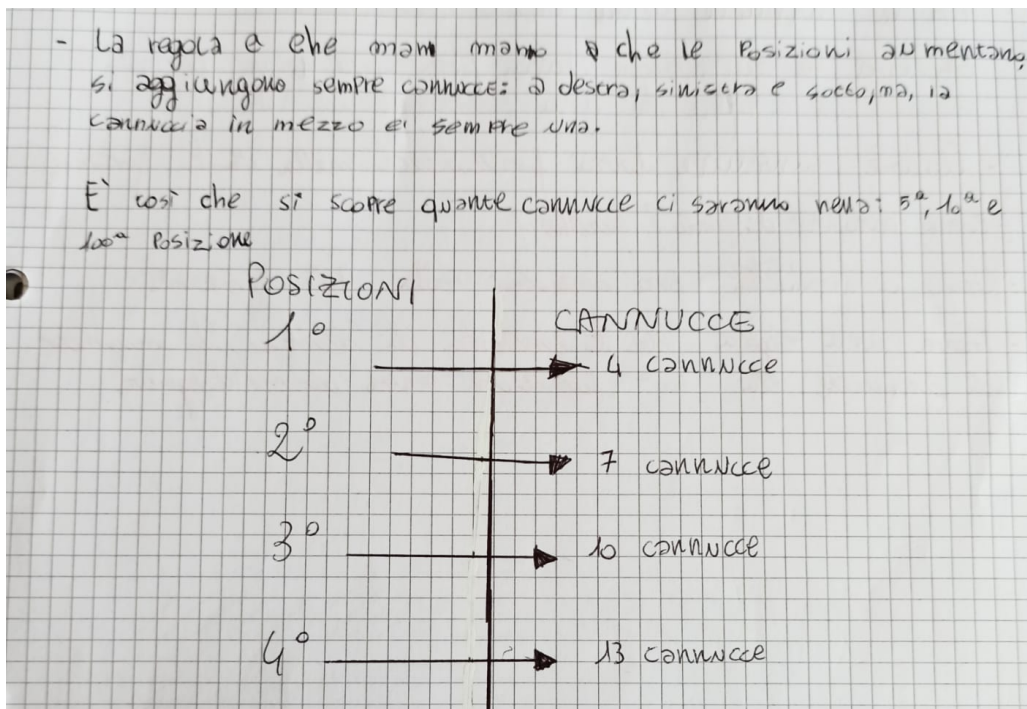 - La regola è che man mano che le posizioni aumentano,
si aggiungono sempre cannucce: a descra, sinistra e sotto, ma, la
cannuccia in mezzo è sempre una.
È così che si scopre quante cannucce ci saranno nella: 5ª, 10ª e
100ª posizione
POSIZIONI
CANNUCCE
1°
4 cannucce
2°
7 cannucce
3°
10 cannucce
4°
13 cannucce